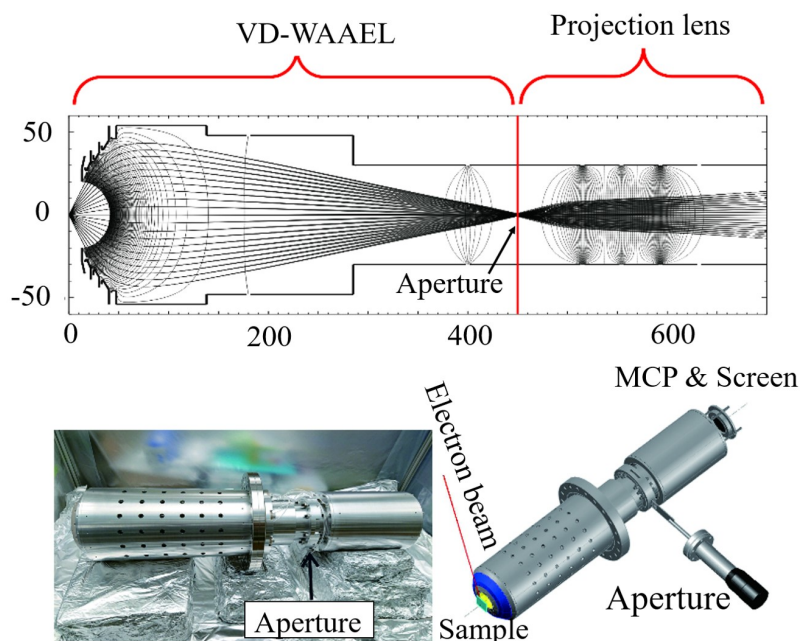 VD-WAAEL
Projection lens
50
0
-50
Aperture
0
200
400
600
MCP & Screen
Electron beam
Aperture
Aperture
Sample